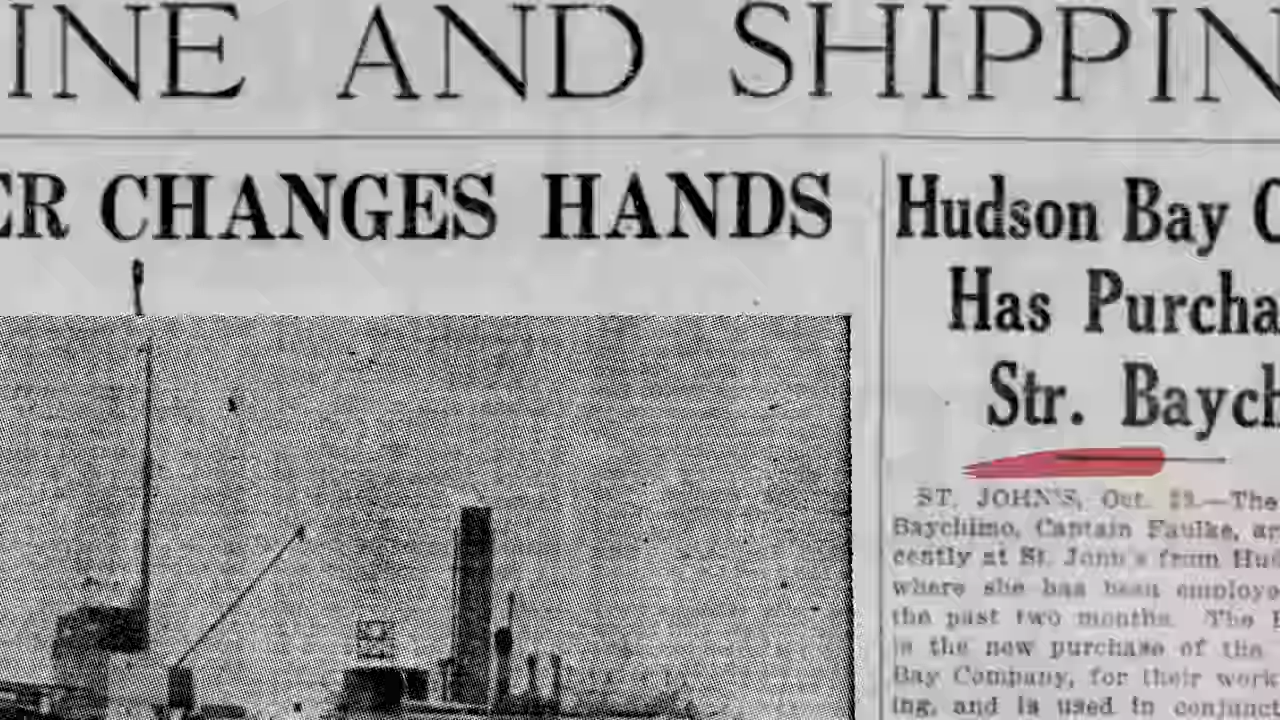 INE AND SHIPPIN
ER CHANGES HANDS
Hudson Bay C
Has Purcha
Str. Baych
ST. JOHN'S, Oct. 23.—The
Baychimo, Captain Faulke, ar
cently at St. John's from Hud
where she has been employe
the past two months. The B
is the new purchase of the
Bay Company, for their work
ing, and is used in conjunct